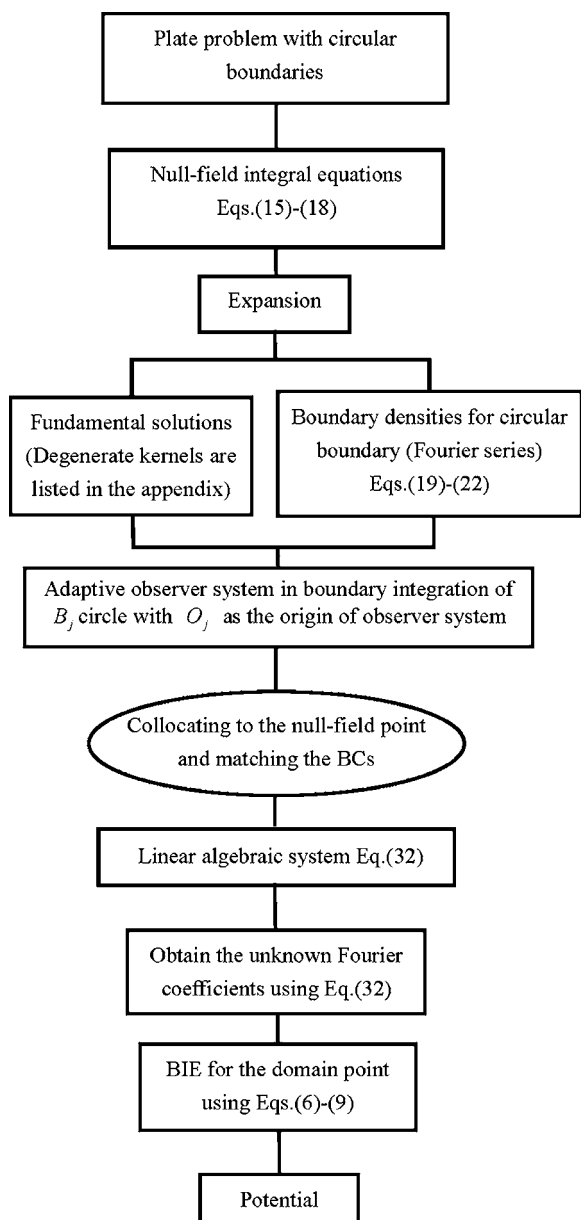 Plate problem with circular
boundaries
Null-field integral equations
Eqs.(15)-(18)
Expansion
Fundamental solutions
(Degenerate kernels are
listed in the appendix)
Boundary densities for circular
boundary (Fourier series)
Eqs.(19)-(22)
Adaptive observer system in boundary integration of
B_j circle with O_j as the origin of observer system
Collocating to the null-field point
and matching the BCs
Linear algebraic system Eq.(32)
Obtain the unknown Fourier
coefficients using Eq.(32)
BIE for the domain point
using Eqs.(6)-(9)
Potential